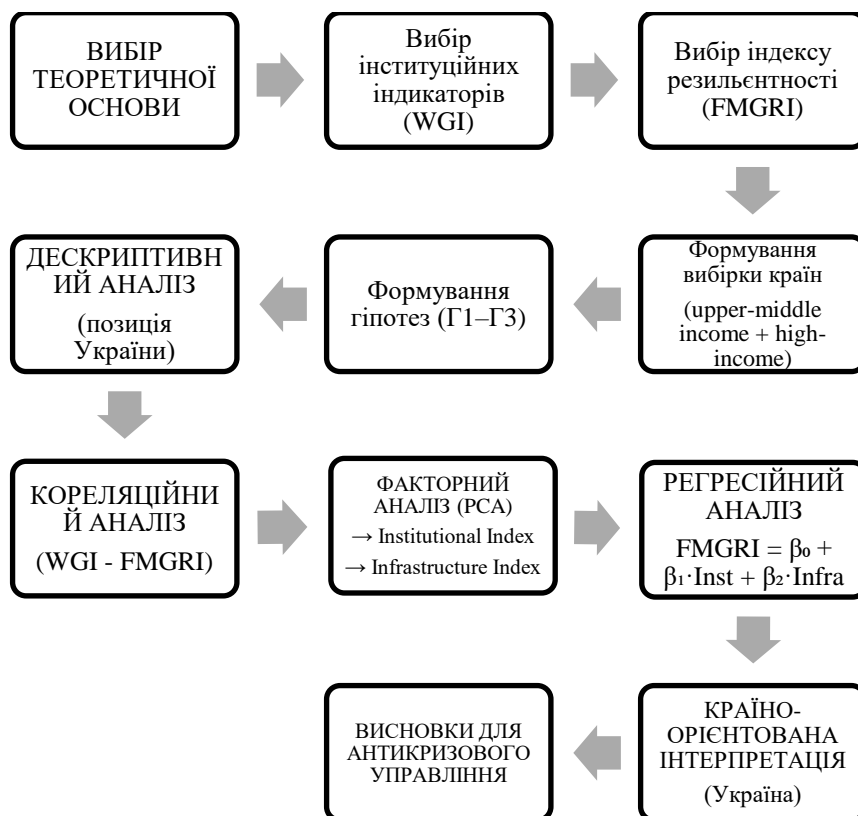 ВИБІР
ТЕОРЕТИЧНОЇ
ОСНОВИ
Вибір
інституційних
індикаторів
(WGI)
Вибір індексу
резильєнтності
(FMGRI)
Формування
вибірки країн
(upper-middle
income + high-
income)
Формування
гіпотез (Г1–Г3)
ДЕСКРИПТИВН
ИЙ АНАЛІЗ
(позиція
України)
КОРЕЛЯЦІЙНИ
Й АНАЛІЗ
(WGI - FMGRI)
ФАКТОРНИЙ
АНАЛІЗ (PCA)
→ Institutional Index
→ Infrastructure Index
РЕГРЕСІЙНИЙ
АНАЛІЗ
FMGRI = β₀ +
β₁·Inst + β₂·Infra
КРАЇНО-
ОРІЄНТОВАНА
ІНТЕРПРЕТАЦІЯ
(Україна)
ВИСНОВКИ ДЛЯ
АНТИКРИЗОВОГО
УПРАВЛІННЯ